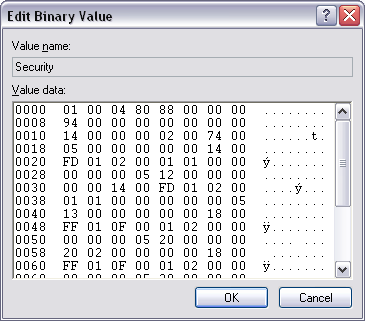 Edit Binary Value
Value name:
Security
Value data:
0000 01 00 04 80 88 00 00 00 ........
0008 94 00 00 00 00 00 00 00 ........
0010 14 00 00 00 02 00 74 00 ......t.
0018 05 00 00 00 00 00 14 00 ........
0020 FD 01 02 00 01 01 00 00 ý.......
0028 00 00 00 05 12 00 00 00 ........
0030 00 00 14 00 FD 01 02 00 ....ý...
0038 01 01 00 00 00 00 00 05 ........
0040 13 00 00 00 00 00 18 00 ........
0048 FF 01 0F 00 01 02 00 00 ÿ.......
0050 00 00 00 05 20 00 00 00 .... ...
0058 20 02 00 00 00 00 18 00 .......
0060 FF 01 0F 00 01 02 00 00 ÿ.......
OK
Cancel